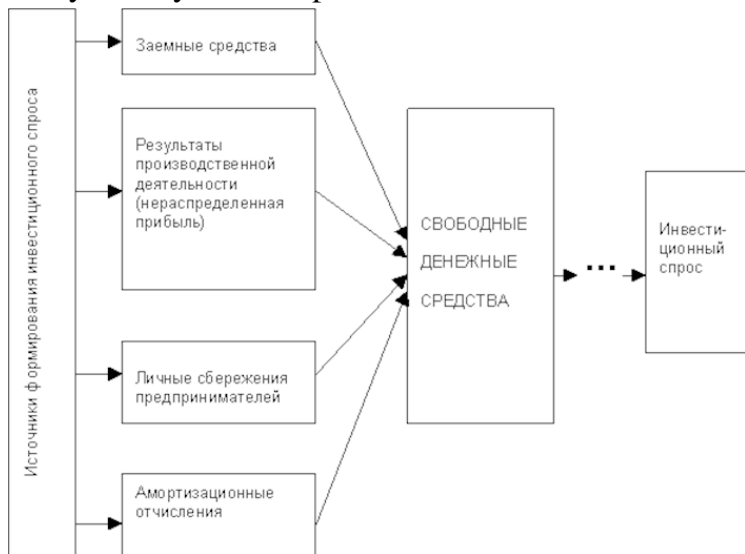 Источники формирования инвестиционного спроса
Заемные средства
Результаты
производственной
деятельности
(нераспределенная
прибыль)
Личные сбережения
предпринимателей
Амортизационные
отчисления
СВОБОДНЫЕ
ДЕНЕЖНЫЕ
СРЕДСТВА
...
Инвести-
ционный
спрос